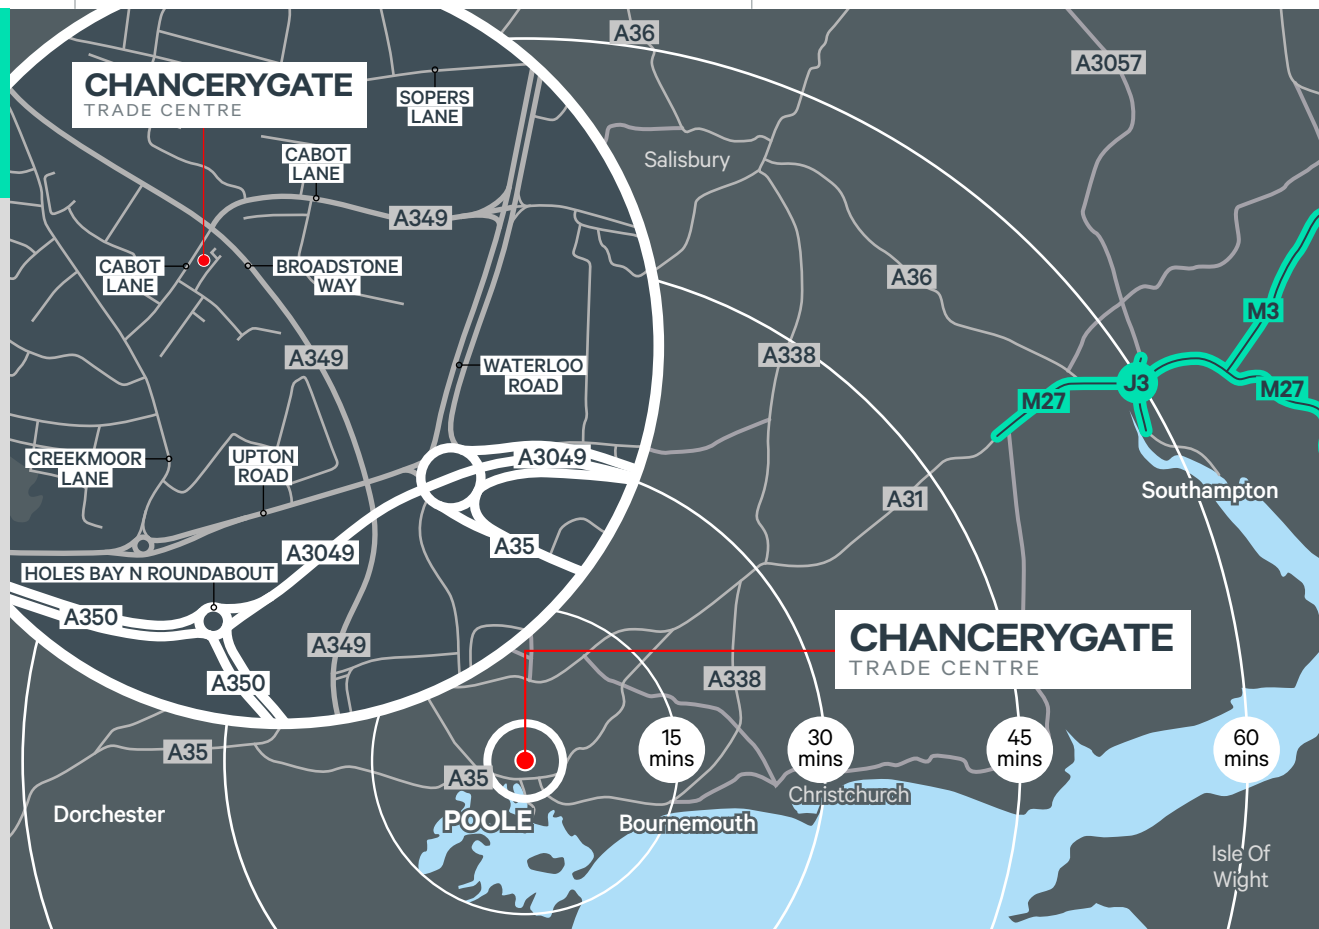 A36
A3057
CHANCERYGATE
TRADE CENTRE
SOPERS
LANE
CABOT
LANE
Salisbury
A349
CABOT
LANE
BROADSTONE
WAY
A36
M3
A349
A338
WATERLOO
ROAD
J3
M27
M27
CREEKMOOR
LANE
UPTON
ROAD
A3049
A31
Southampton
A3049
A35
HOLES BAY N ROUNDABOUT
A350
A349
A350
CHANCERYGATE
TRADE CENTRE
A338
A35
15
mins
30
mins
45
mins
60
mins
A35
Christchurch
Dorchester
POOLE
Bournemouth
Isle Of
Wight